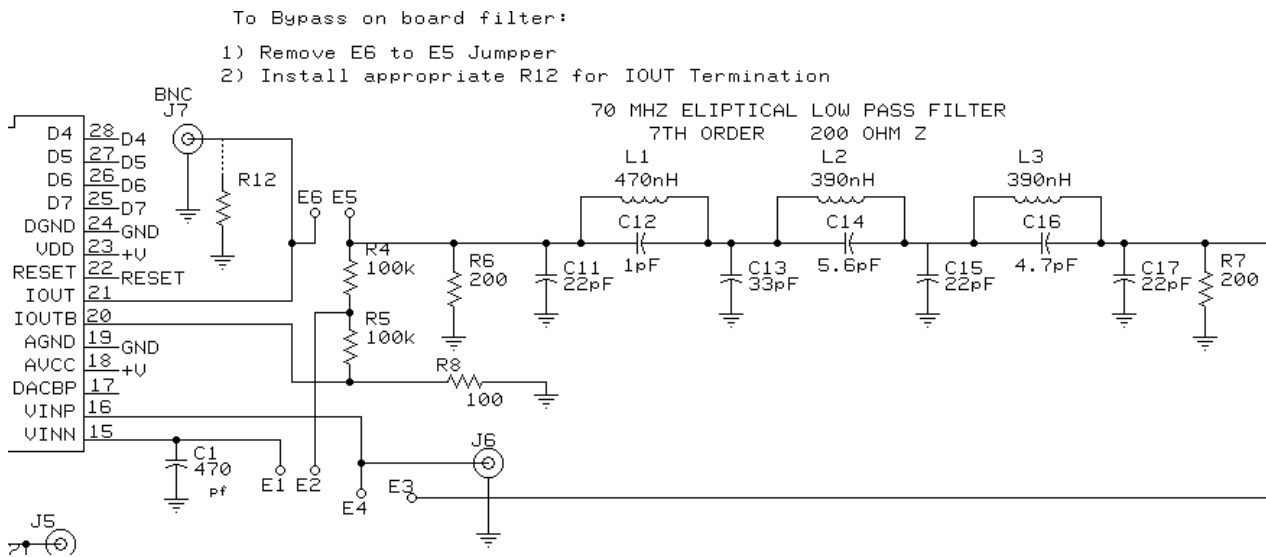 To Bypass on board filter:
1) Remove E6 to E5 Jumpper
2) Install appropriate R12 for IOUT Termination
BNC
J7
70 MHZ ELIPTICAL LOW PASS FILTER
7TH ORDER 200 OHM Z
L1
470nH
L2
390nH
L3
390nH
D4 28 D4
D5 27 D5
D6 26 D6
D7 25 D7
DGND 24 GND
VDD 23 +V
RESET 22 RESET
IOUT 21
IOUTB 20
AGND 19 GND
AVCC 18 +V
DACBP 17
VINP 16
VINN 15
R12
E6 E5
R4
100k
R5
100k
R6
200
C11
22pF
C12
1pF
C13
33pF
C14
5.6pF
C15
22pF
C16
4.7pF
C17
22pF
R7
200
R8
100
C1
470
pf
E1 E2
E4
E3
J6
J5